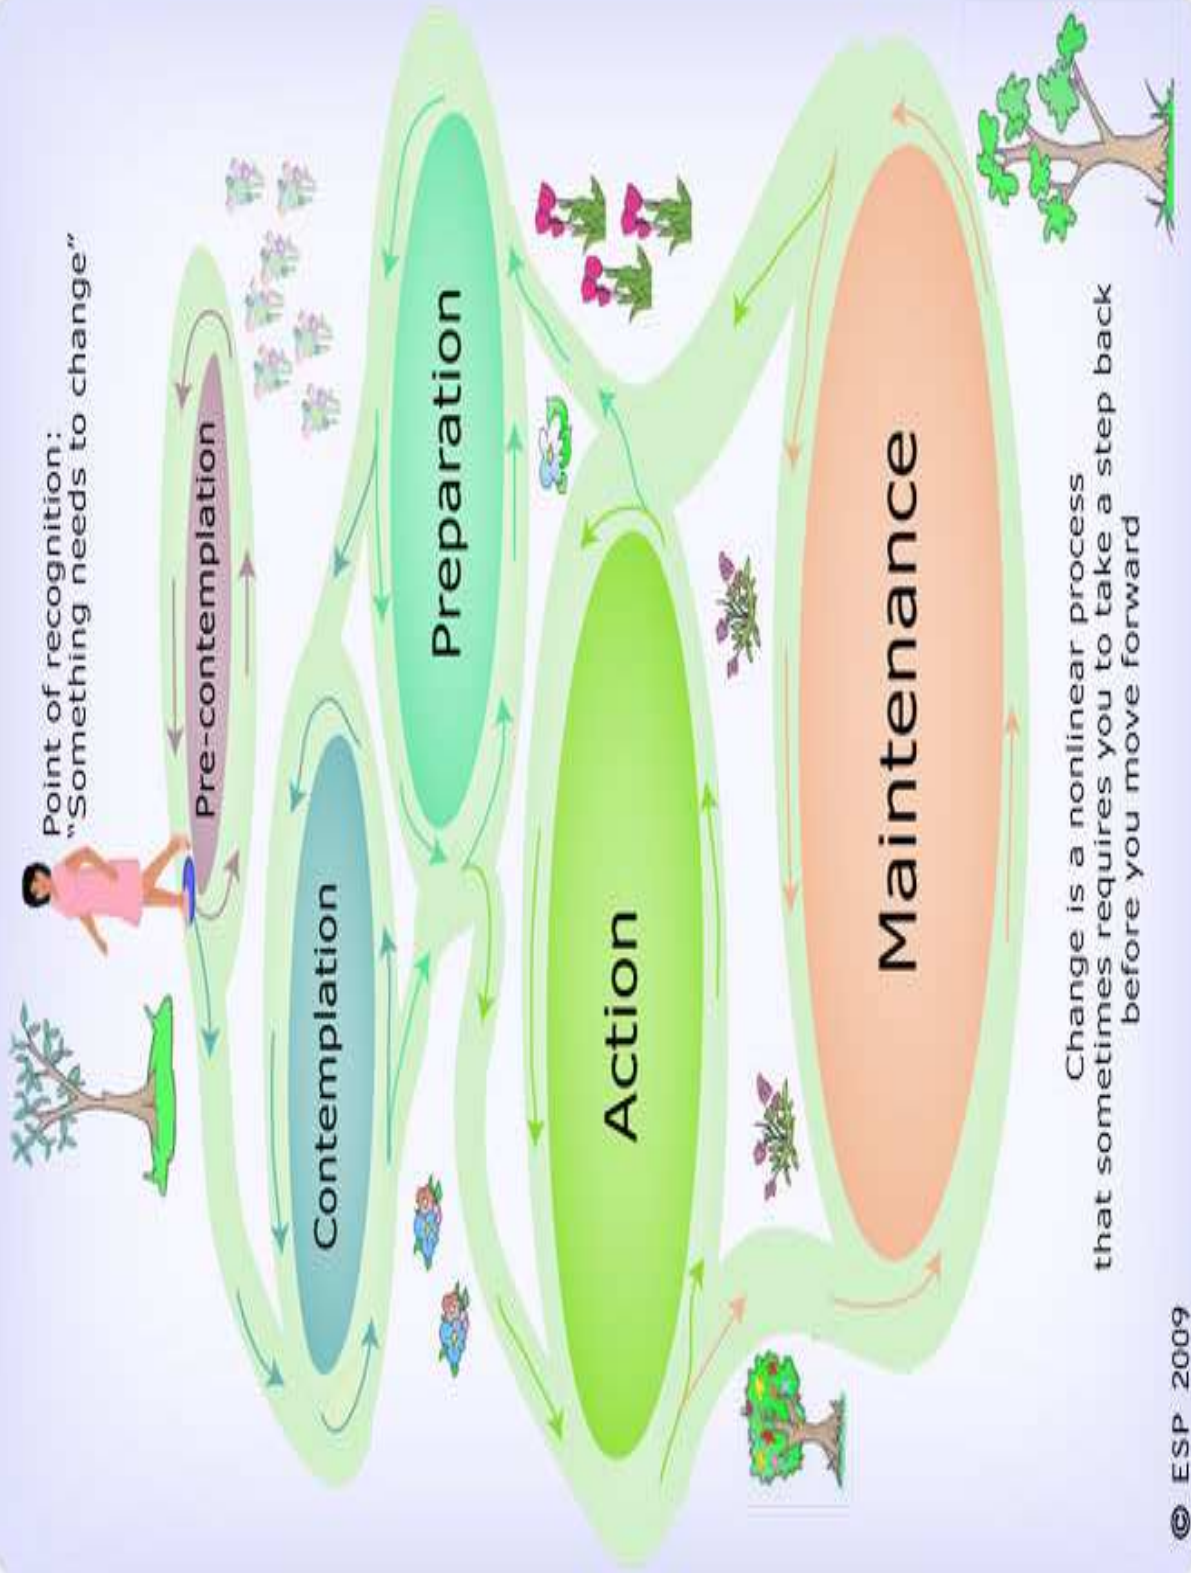 Point of recognition:
“Something needs to change”
Pre-contemplation
Contemplation
Preparation
Action
Maintenance
Change is a nonlinear process
that sometimes requires you to take a step back
before you move forward
© ESP 2009